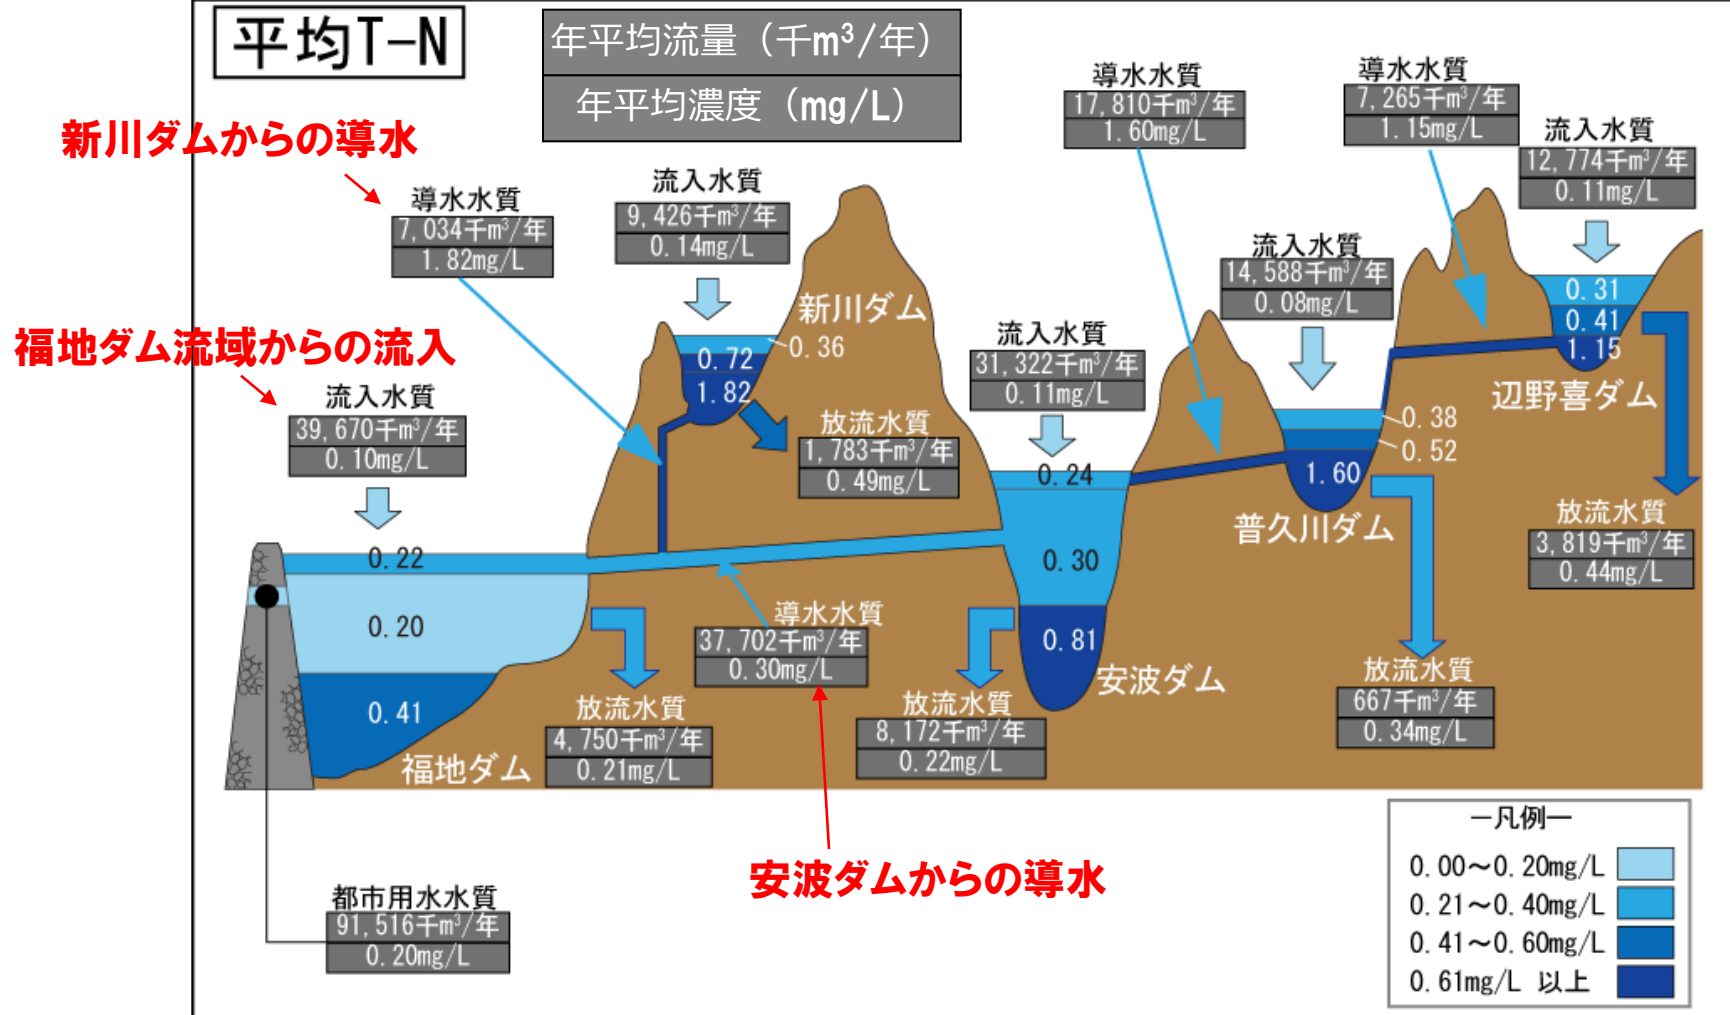 平均T-N
年平均流量（千m³/年）
年平均濃度（mg/L）
新川ダムからの導水
導水水質
7,034千m³/年
1.82mg/L
流入水質
9,426千m³/年
0.14mg/L
導水水質
17,810千m³/年
1.60mg/L
導水水質
7,265千m³/年
1.15mg/L
流入水質
12,774千m³/年
0.11mg/L
福地ダム流域からの流入
流入水質
39,670千m³/年
0.10mg/L
新川ダム
0.36
0.72
1.82
放流水質
1,783千m³/年
0.49mg/L
流入水質
31,322千m³/年
0.11mg/L
流入水質
14,588千m³/年
0.08mg/L
0.31
0.41
1.15
辺野喜ダム
0.38
0.52
1.60
普久川ダム
0.24
0.30
0.81
安波ダム
放流水質
3,819千m³/年
0.44mg/L
0.22
0.20
0.41
福地ダム
導水水質
37,702千m³/年
0.30mg/L
放流水質
4,750千m³/年
0.21mg/L
放流水質
8,172千m³/年
0.22mg/L
放流水質
667千m³/年
0.34mg/L
安波ダムからの導水
都市用水水質
91,516千m³/年
0.20mg/L
―凡例―
0.00～0.20mg/L
0.21～0.40mg/L
0.41～0.60mg/L
0.61mg/L 以上